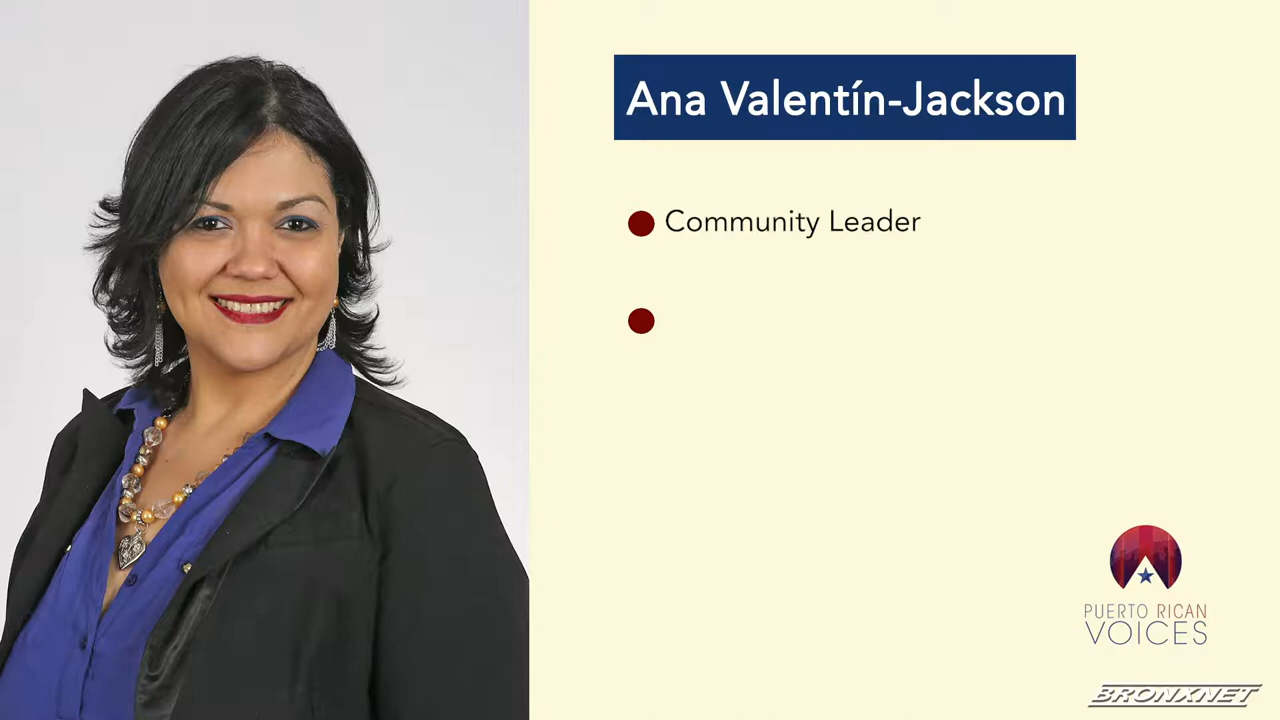 Ana Valentín-Jackson
Community Leader
PUERTO RICAN
VOICES
BRONXNET